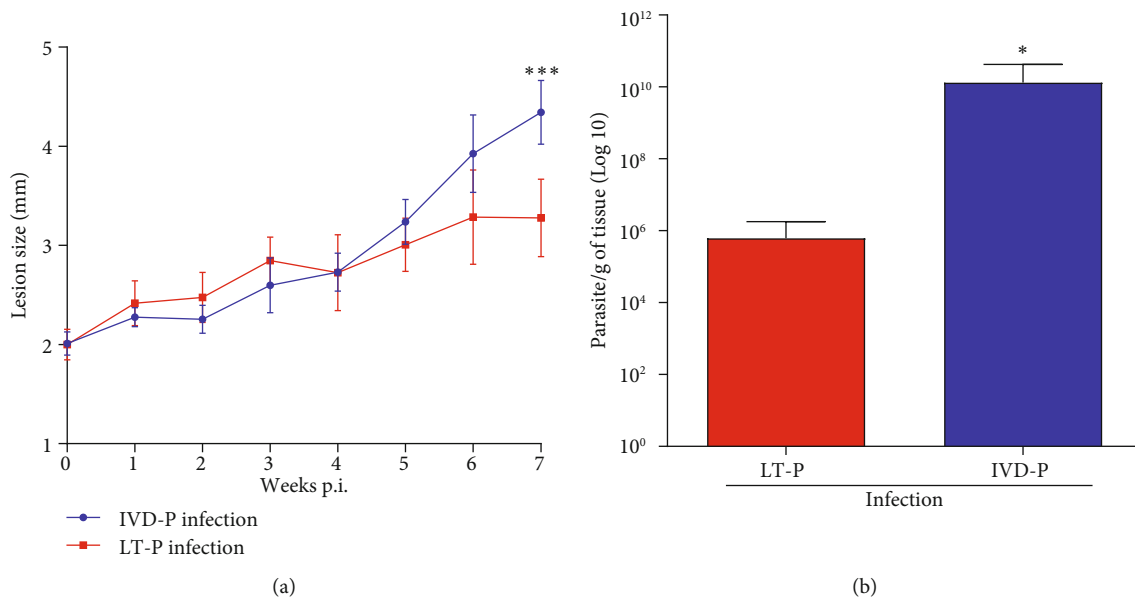 5
4
3
2
1
Lesion size (mm)
***
0 1 2 3 4 5 6 7
Weeks p.i.
IVD-P infection
LT-P infection
(a)
10¹²
10¹⁰
10⁸
10⁶
10⁴
10²
10⁰
Parasite/g of tissue (Log 10)
*
LT-P IVD-P
Infection
(b)